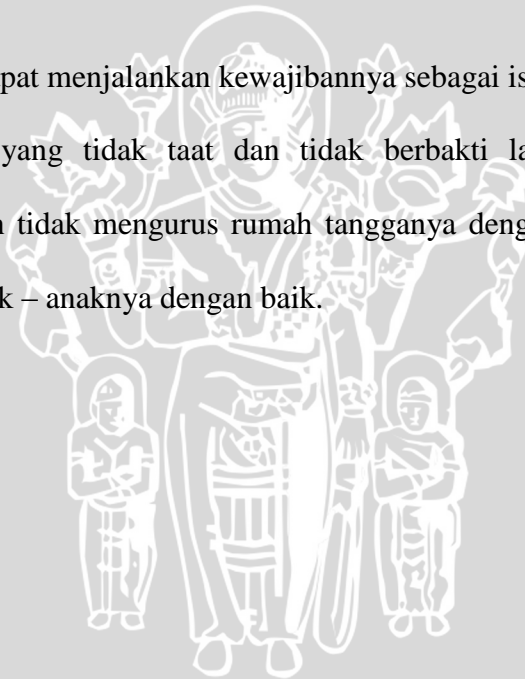 pat menjalankan kewajibannya sebagai is
yang tidak taat dan tidak berbakti la
tidak mengurus rumah tangganya deng
k – anaknya dengan baik.